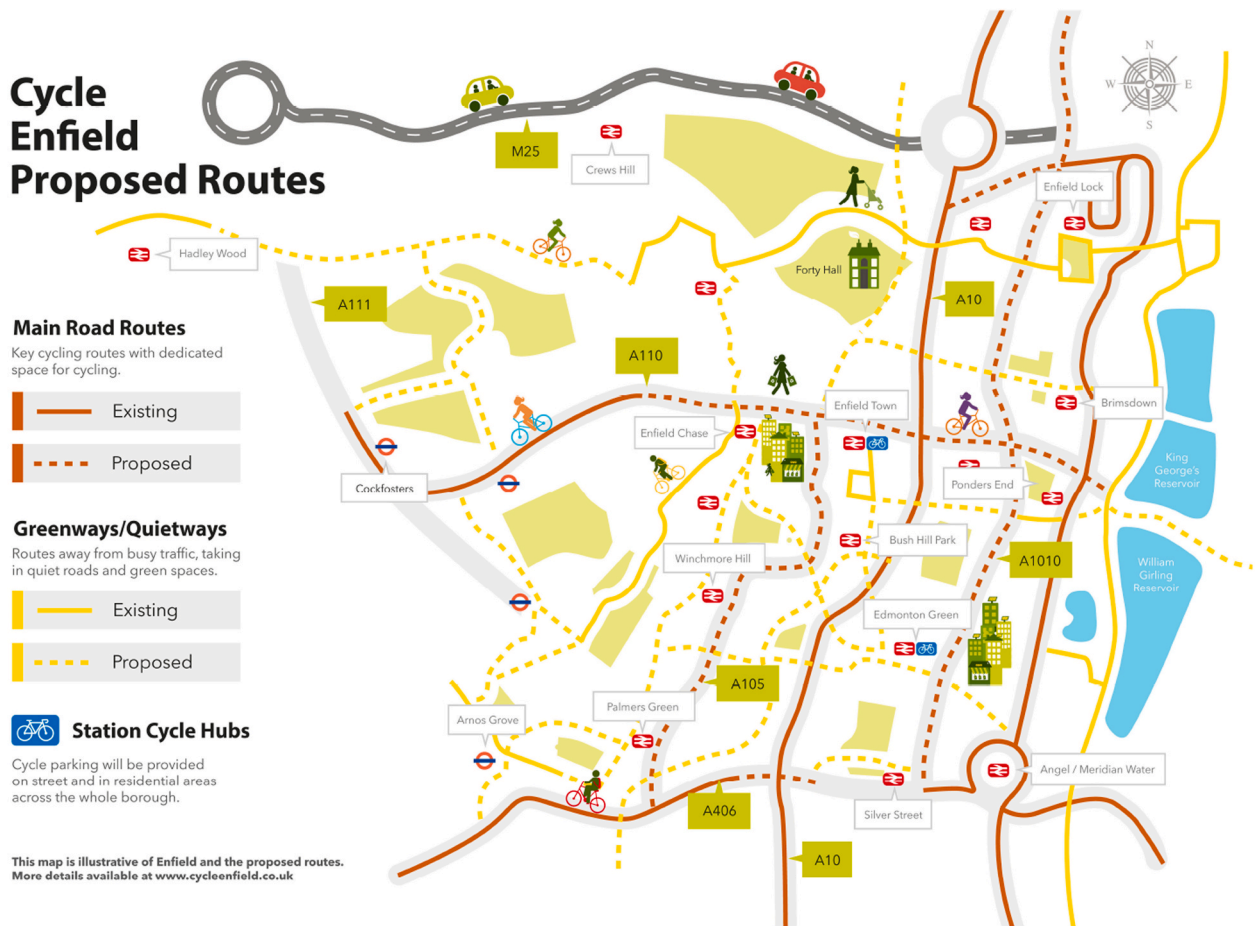 Cycle
Enfield
Proposed Routes
Main Road Routes
Key cycling routes with dedicated
space for cycling.
Existing
Proposed
Greenways/Quietways
Routes away from busy traffic, taking
in quiet roads and green spaces.
Existing
Proposed
Station Cycle Hubs
Cycle parking will be provided
on street and in residential areas
across the whole borough.
This map is illustrative of Enfield and the proposed routes.
More details available at www.cycleenfield.co.uk
N
W
E
S
M25
Crews Hill
Enfield Lock
Hadley Wood
Forty Hall
A111
A10
A110
Enfield Town
Brimsdown
Enfield Chase
King
George's
Reservoir
Cockfosters
Ponders End
Bush Hill Park
Winchmore Hill
A1010
William
Girling
Reservoir
Edmonton Green
A105
Palmers Green
Arnos Grove
Angel / Meridian Water
A406
Silver Street
A10